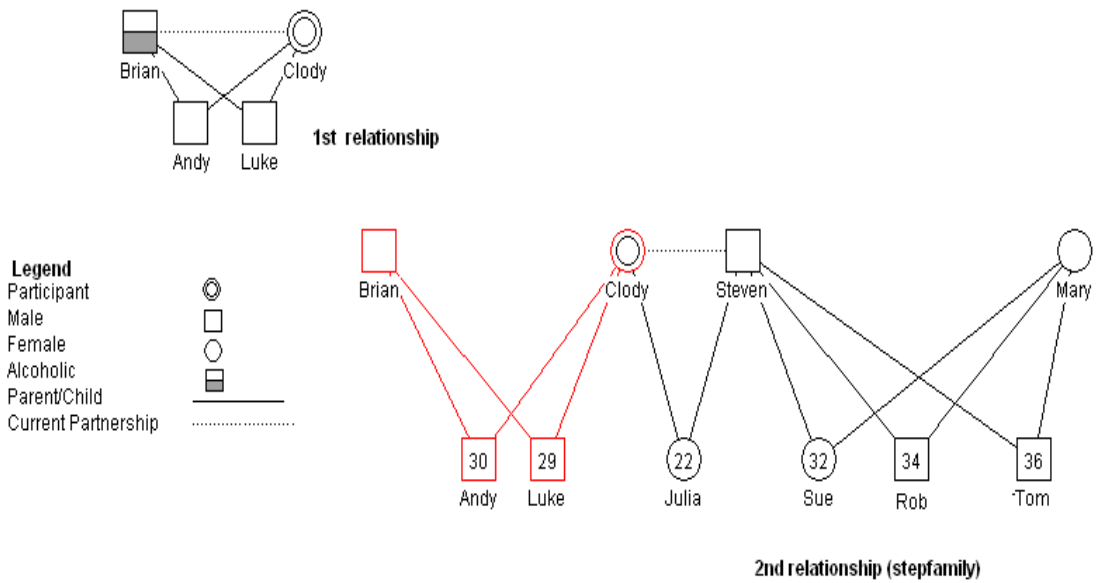 Brian
Clody
Andy
Luke
1st relationship
Legend
Participant
Male
Female
Alcoholic
Parent/Child
Current Partnership
Brian
Clody
Steven
Mary
30
29
22
32
34
36
Andy
Luke
Julia
Sue
Rob
Tom
2nd relationship (stepfamily)